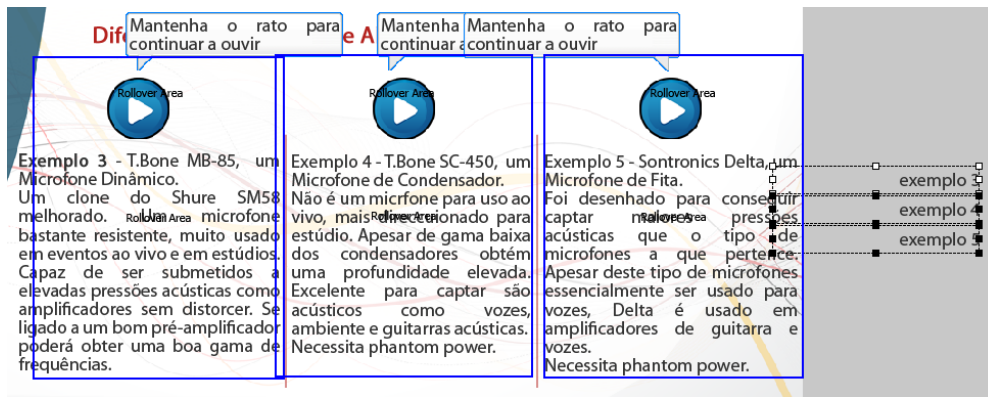 Dife e A
Mantenha o rato para
continuar a ouvir
Mantenha
continuar a
Mantenha o rato para
continuar a ouvir
Rollover Area
Rollover Area
Rollover Area
Exemplo 3 - T.Bone MB-85, um
Microfone Dinâmico.
Um clone do Shure SM58
melhorado. Um microfone
bastante resistente, muito usado
em eventos ao vivo e em estúdios.
Capaz de ser submetidos a
elevadas pressões acústicas como
amplificadores sem distorcer. Se
ligado a um bom pré-amplificador
poderá obter uma boa gama de
frequências.
Rollover Area
Exemplo 4 - T.Bone SC-450, um
Microfone de Condensador.
Não é um micrfone para uso ao
vivo, mais direccionado para
estúdio. Apesar de gama baixa
dos condensadores obtém
uma profundidade elevada.
Excelente para captar são
acústicos como vozes,
ambiente e guitarras acústicas.
Necessita phantom power.
Rollover Area
Exemplo 5 - Sontronics Delta, um
Microfone de Fita.
Foi desenhado para conseguir
captar maiores pressões
acústicas que o tipo de
microfones a que pertence.
Apesar deste tipo de microfones
essencialmente ser usado para
vozes, Delta é usado em
amplificadores de guitarra e
vozes.
Necessita phantom power.
Rollover Area
exemplo 3
exemplo 4
exemplo 5